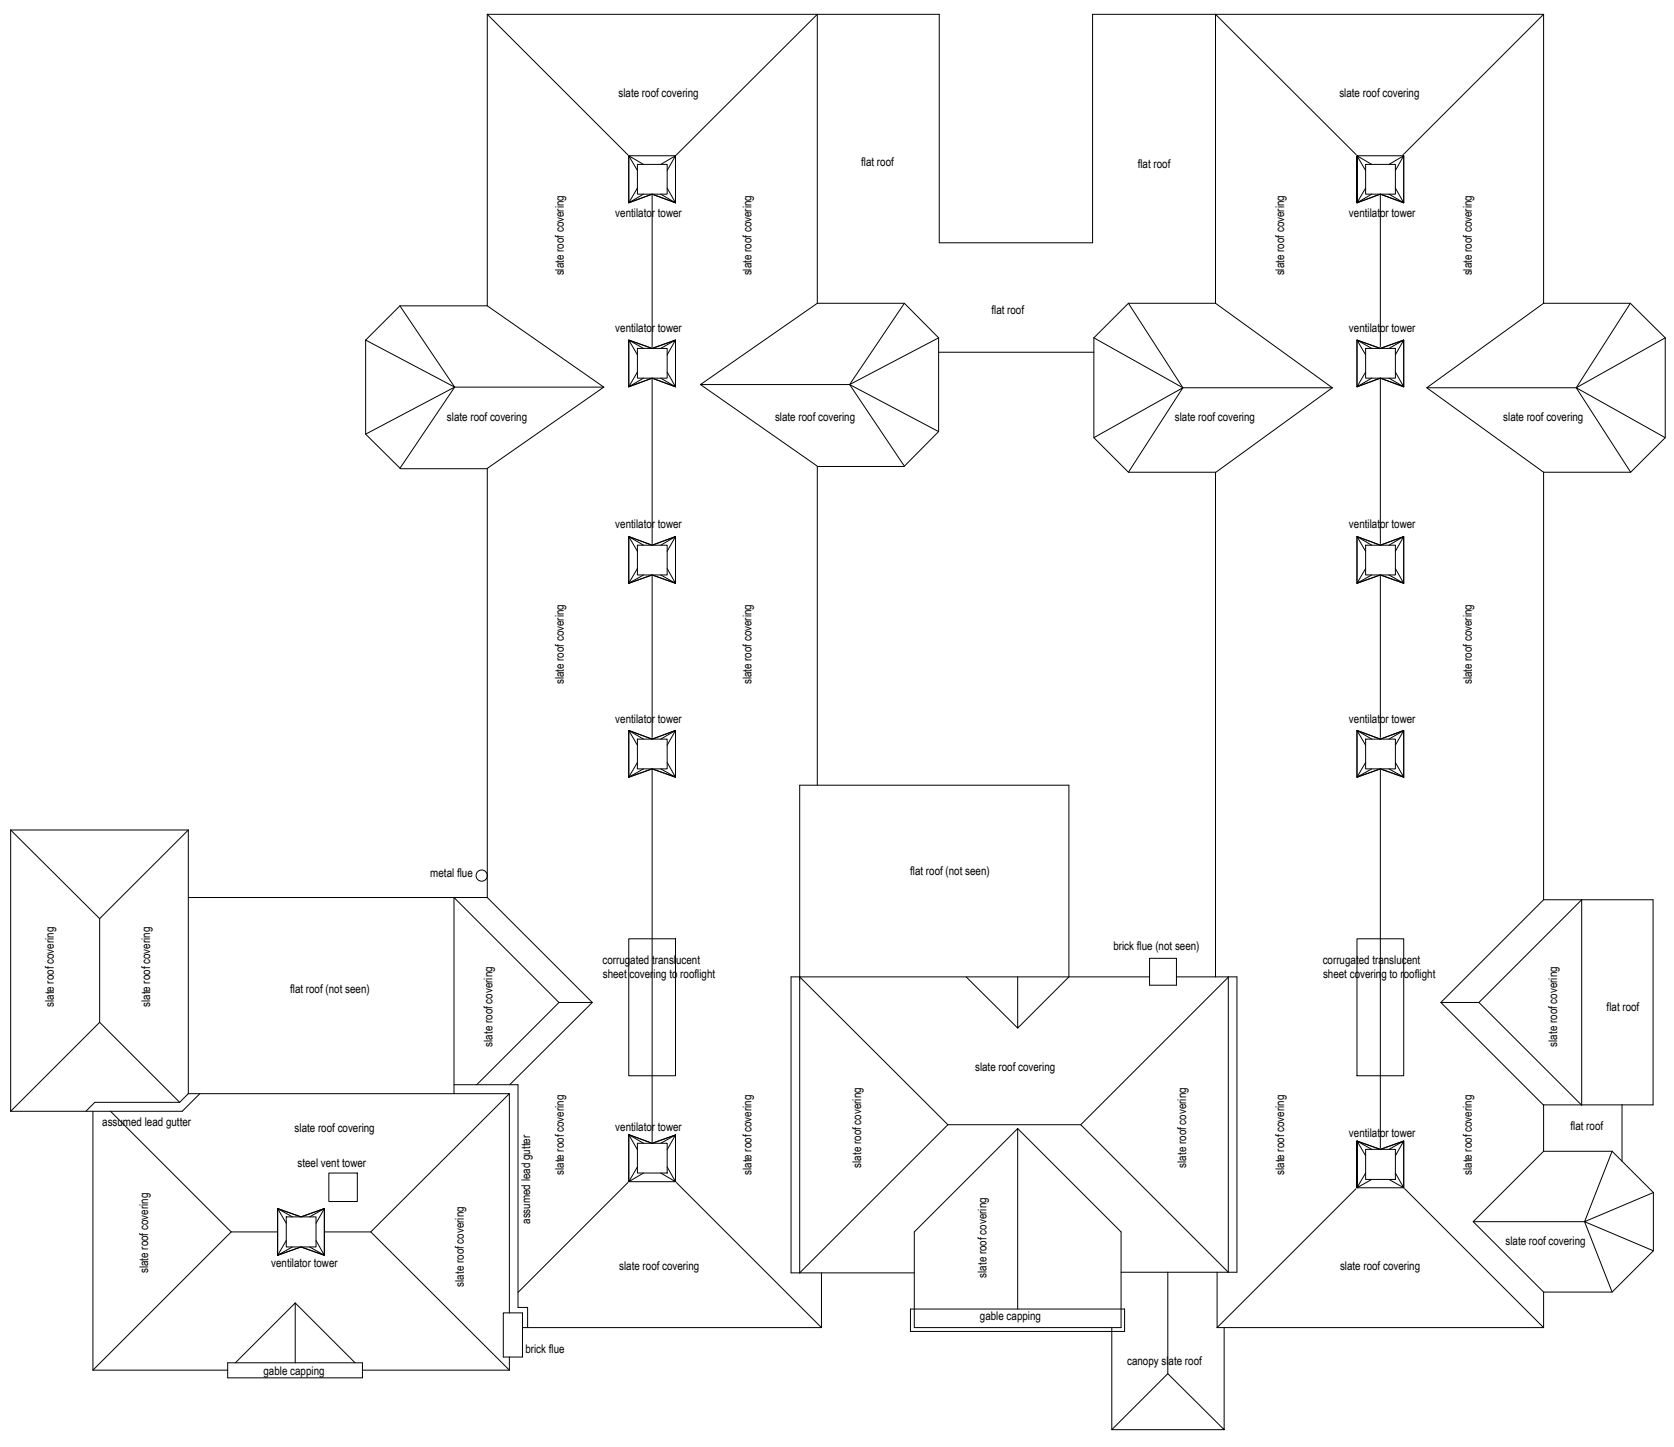 slate roof covering
slate roof covering
flat roof
flat roof
ventilator tower
ventilator tower
slate roof covering
slate roof covering
slate roof covering
slate roof covering
flat roof
ventilator tower
ventilator tower
slate roof covering
slate roof covering
slate roof covering
slate roof covering
ventilator tower
ventilator tower
slate roof covering
slate roof covering
slate roof covering
ventilator tower
ventilator tower
metal flue
flat roof (not seen)
brick flue (not seen)
corrugated translucent
sheet covering to rooflight
corrugated translucent
sheet covering to rooflight
slate roof covering
slate roof covering
flat roof (not seen)
slate roof covering
slate roof covering
flat roof
slate roof covering
assumed lead gutter
slate roof covering
ventilator tower
ventilator tower
flat roof
slate roof covering
slate roof covering
slate roof covering
slate roof covering
slate roof covering
slate roof covering
steel vent tower
assumed lead gutter
slate roof covering
slate roof covering
ventilator tower
slate roof covering
slate roof covering
slate roof covering
slate roof covering
gable capping
brick flue
canopy slate roof
gable capping